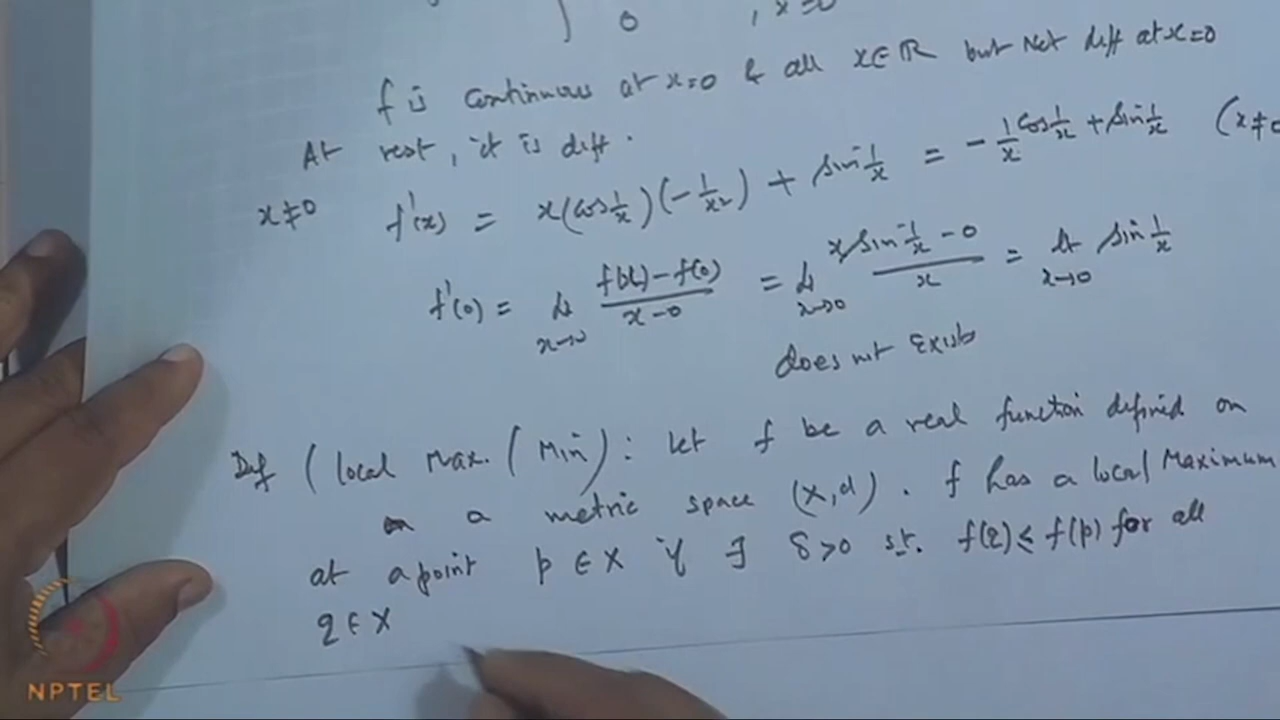 0 , x=0
f is continuous at x=0 & all x∈ℝ but Not diff at x=0
At rest, it is diff.
x≠0 f'(x) = x(cos 1/x)(-1/x²) + sin 1/x = -1/x cos 1/x + sin 1/x (x≠0
f'(0) = lt x→0 f(x)-f(0)/x-0 = lt x→0 x sin 1/x - 0/x = lt x→0 sin 1/x
does not Exist
Def (local Max. (Min): Let f be a real function defined on
a metric space (X,d). f has a local Maximum
at a point p∈X if ∃ δ>0 s.t. f(q)≤f(p) for all
q∈X
NPTEL